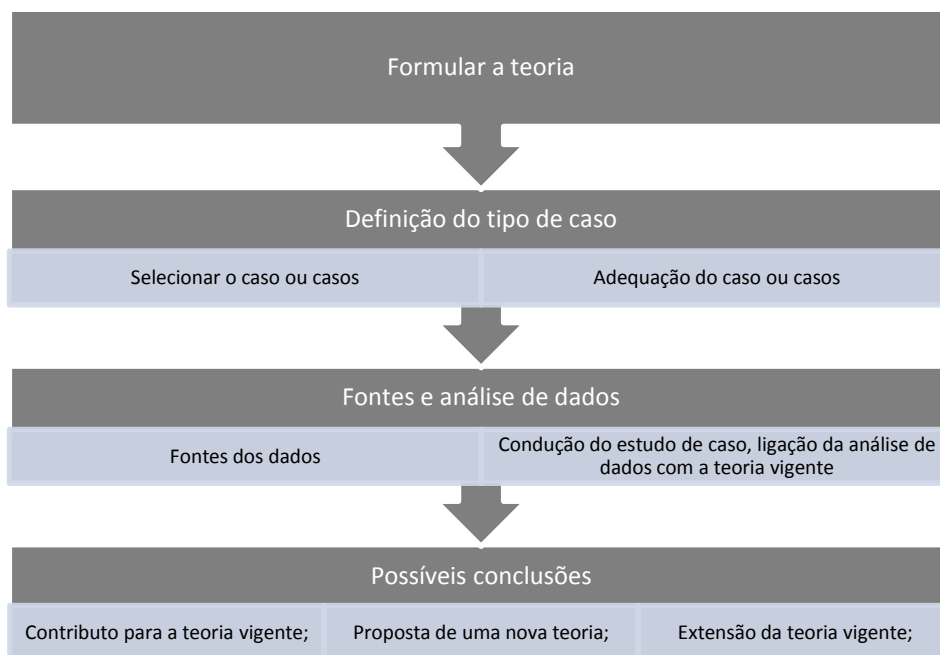 Formular a teoria
Definição do tipo de caso
Selecionar o caso ou casos
Adequação do caso ou casos
Fontes e análise de dados
Fontes dos dados
Condução do estudo de caso, ligação da análise de
dados com a teoria vigente
Possíveis conclusões
Contributo para a teoria vigente;
Proposta de uma nova teoria;
Extensão da teoria vigente;